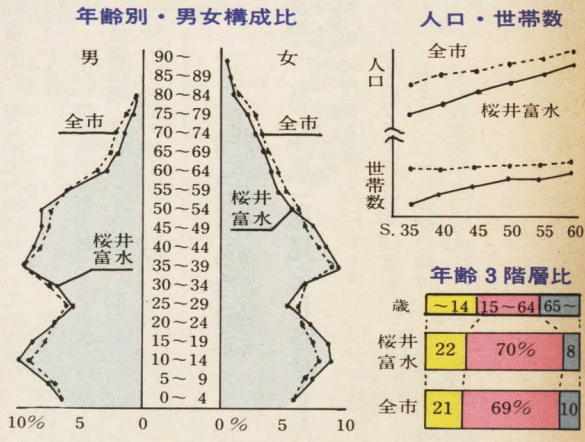 年齢別・男女構成比
男
女
90～
85～89
80～84
75～79
70～74
65～69
60～64
55～59
50～54
45～49
40～44
35～39
30～34
25～29
20～24
15～19
10～14
5～ 9
0～ 4
全市
桜井
富水
全市
桜井
富水
10% 5 0
0 % 5 10
人口・世帯数
人口
世帯数
全市
桜井富水
S. 35 40 45 50 55 60
年齢３階層比
歳 ～14 15～64 65～
桜井
富水
22 70% 8
全市 21 69% 10